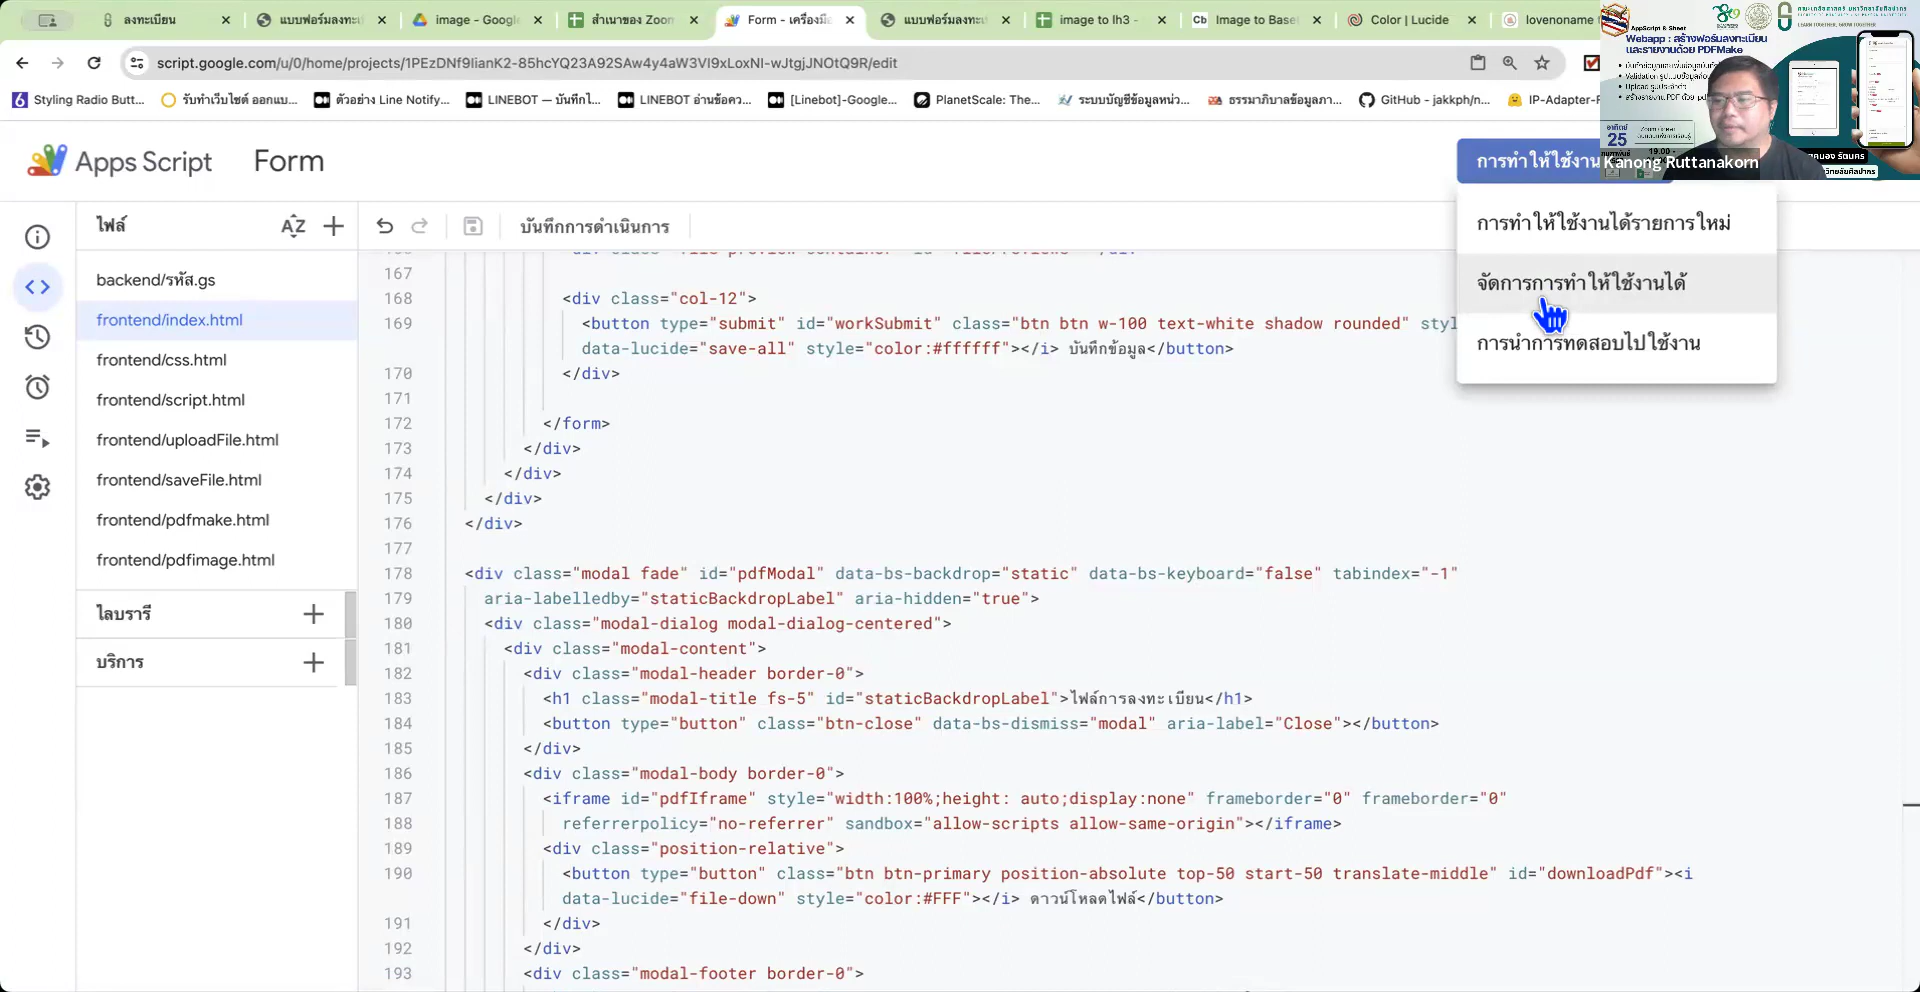 ลงทะเบียน
แบบฟอร์มลงทะเ
image - Google
สำเนาของ Zoom
Form - เครื่องมือ
แบบฟอร์มลงทะเ
image to lh3 -
Image to Base
Color | Lucide
lovenoname
script.google.com/u/0/home/projects/1PEzDNf9lianK2-85hcYQ23A92SAw4y4aW3VI9xLoxNI-wJtgjJNOtQ9R/edit
Styling Radio Butt...
รับทำเว็บไซต์ ออกแบ...
ตัวอย่าง Line Notify...
LINEBOT — บันทึกไ...
LINEBOT อ่านข้อคว...
[Linebot]-Google...
PlanetScale: The...
ระบบบัญชีข้อมูลหน่ว...
ธรรมาภิบาลข้อมูลภา...
GitHub - jakkph/n...
IP-Adapter-F
AppScript & Sheet
Webapp : สร้างฟอร์มลงทะเบียน
และรายงานด้วย PDFMake
อาทิตย์
25
19.00 -
Kanong Ruttanakorn
Apps Script
Form
การทำให้ใช้งาน
การทำให้ใช้งานได้รายการใหม่
จัดการการทำให้ใช้งานได้
การนำการทดสอบไปใช้งาน
ไฟล์
AZ
บันทึกการดำเนินการ
backend/รหัส.gs
frontend/index.html
frontend/css.html
frontend/script.html
frontend/uploadFile.html
frontend/saveFile.html
frontend/pdfmake.html
frontend/pdfimage.html
ไลบรารี
บริการ
167
168 <div class="col-12">
169 <button type="submit" id="workSubmit" class="btn btn w-100 text-white shadow rounded" styl
data-lucide="save-all" style="color:#ffffff"></i> บันทึกข้อมูล</button>
170 </div>
171
172 </form>
173 </div>
174 </div>
175 </div>
176 </div>
177
178 <div class="modal fade" id="pdfModal" data-bs-backdrop="static" data-bs-keyboard="false" tabindex="-1"
179 aria-labelledby="staticBackdropLabel" aria-hidden="true">
180 <div class="modal-dialog modal-dialog-centered">
181 <div class="modal-content">
182 <div class="modal-header border-0">
183 <h1 class="modal-title fs-5" id="staticBackdropLabel">ไฟล์การลงทะเบียน</h1>
184 <button type="button" class="btn-close" data-bs-dismiss="modal" aria-label="Close"></button>
185 </div>
186 <div class="modal-body border-0">
187 <iframe id="pdfIframe" style="width:100%;height: auto;display:none" frameborder="0" frameborder="0"
188 referrerpolicy="no-referrer" sandbox="allow-scripts allow-same-origin"></iframe>
189 <div class="position-relative">
190 <button type="button" class="btn btn-primary position-absolute top-50 start-50 translate-middle" id="downloadPdf"><i
data-lucide="file-down" style="color:#FFF"></i> ดาวน์โหลดไฟล์</button>
191 </div>
192 </div>
193 <div class="modal-footer border-0">